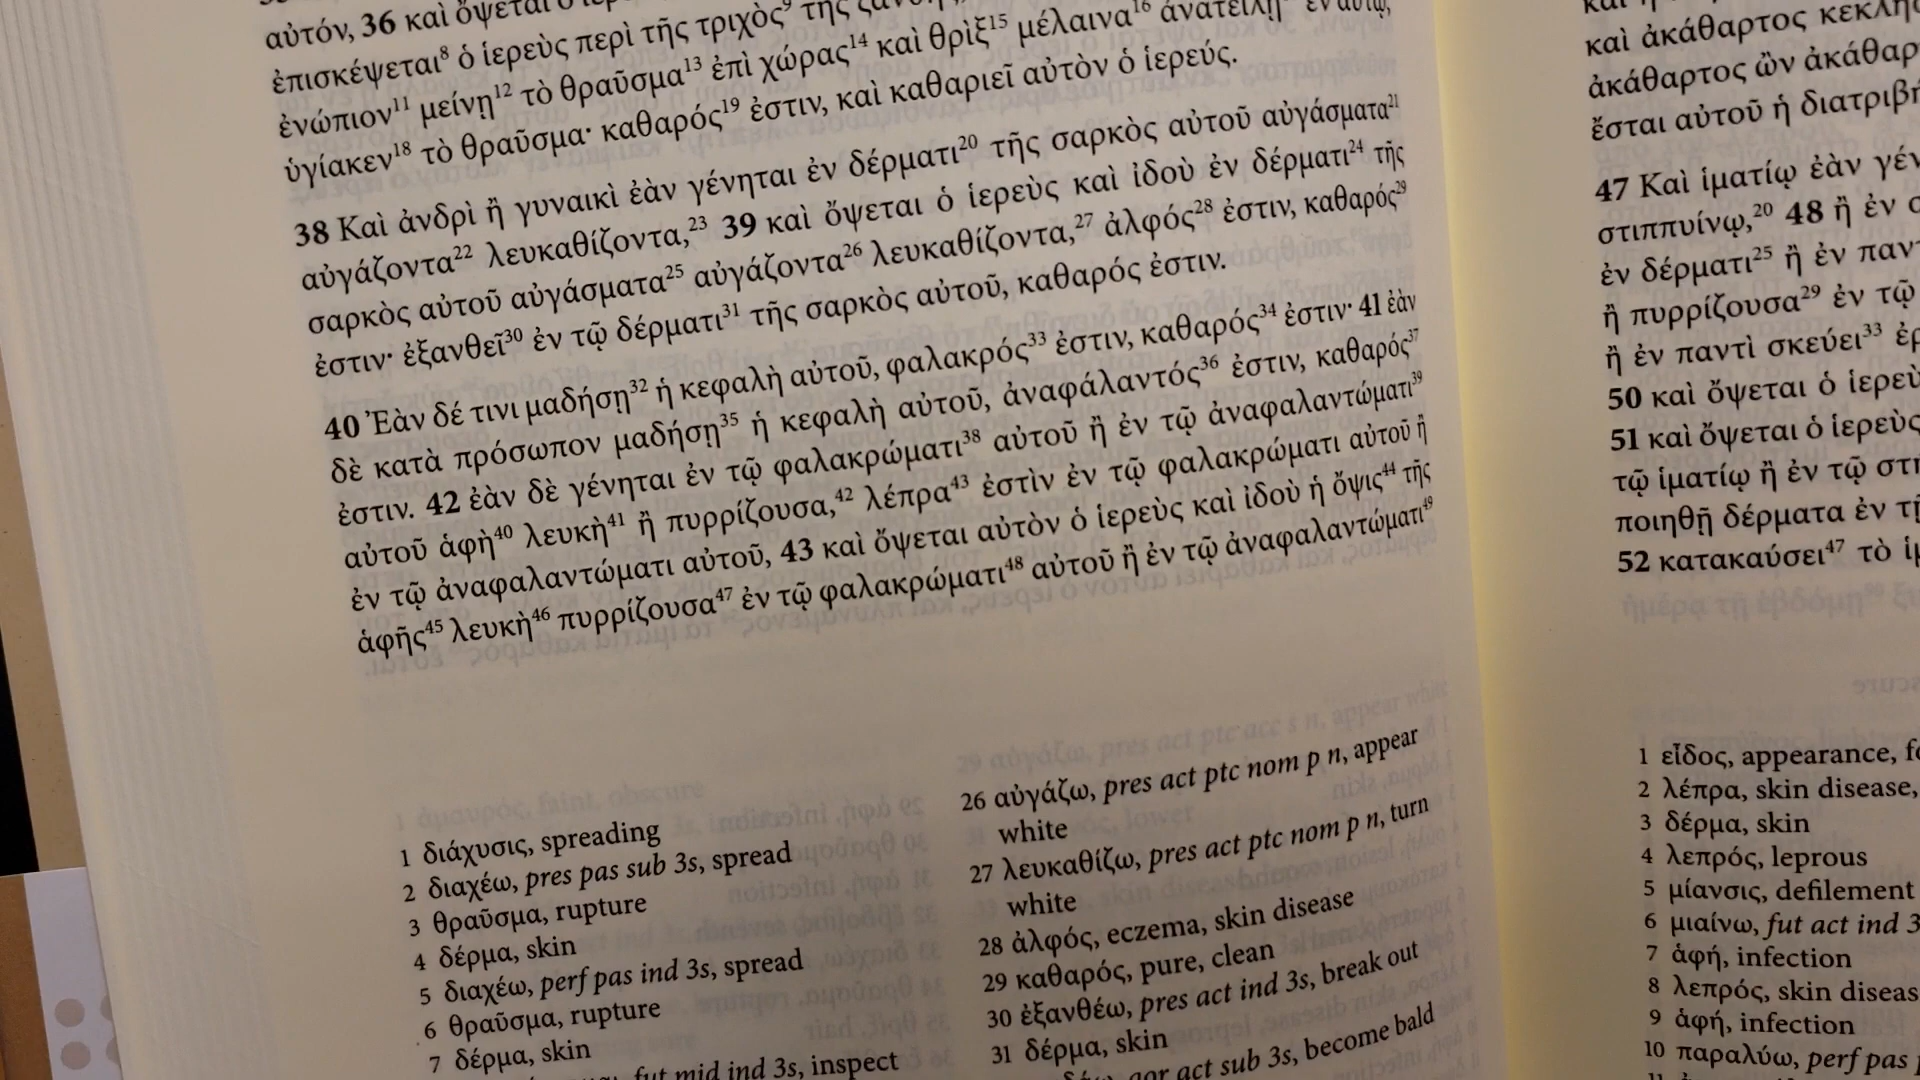 αὐτόν, 36 καὶ ὄψεται ὁ
ἐπισκέψεται⁸ ὁ ἱερεὺς περὶ τῆς τριχὸς⁹ τῆς
ἐνώπιον¹¹ μείνῃ¹² τὸ θραῦσμα¹³ ἐπὶ χώρας¹⁴ καὶ θρὶξ¹⁵ μέλαινα¹⁶ ἀνατείλῃ ἐν αὐτῷ,
ὑγίακεν¹⁸ τὸ θραῦσμα· καθαρός¹⁹ ἐστιν, καὶ καθαριεῖ αὐτὸν ὁ ἱερεύς.
38 Καὶ ἀνδρὶ ἢ γυναικὶ ἐὰν γένηται ἐν δέρματι²⁰ τῆς σαρκὸς αὐτοῦ αὐγάσματα²¹
αὐγάζοντα²² λευκαθίζοντα,²³ 39 καὶ ὄψεται ὁ ἱερεὺς καὶ ἰδοὺ ἐν δέρματι²⁴ τῆς
σαρκὸς αὐτοῦ αὐγάσματα²⁵ αὐγάζοντα²⁶ λευκαθίζοντα,²⁷ ἀλφός²⁸ ἐστιν, καθαρός²⁹
ἐστιν· ἐξανθεῖ³⁰ ἐν τῷ δέρματι³¹ τῆς σαρκὸς αὐτοῦ, καθαρός ἐστιν.
40 Ἐὰν δέ τινι μαδήσῃ³² ἡ κεφαλὴ αὐτοῦ, φαλακρός³³ ἐστιν, καθαρός³⁴ ἐστιν· 41 ἐὰν
δὲ κατὰ πρόσωπον μαδήσῃ³⁵ ἡ κεφαλὴ αὐτοῦ, ἀναφάλαντός³⁶ ἐστιν, καθαρός³⁷
ἐστιν. 42 ἐὰν δὲ γένηται ἐν τῷ φαλακρώματι³⁸ αὐτοῦ ἢ ἐν τῷ ἀναφαλαντώματι³⁹
αὐτοῦ ἁφὴ⁴⁰ λευκὴ⁴¹ ἢ πυρρίζουσα,⁴² λέπρα⁴³ ἐστὶν ἐν τῷ φαλακρώματι αὐτοῦ ἢ
ἐν τῷ ἀναφαλαντώματι αὐτοῦ, 43 καὶ ὄψεται αὐτὸν ὁ ἱερεὺς καὶ ἰδοὺ ἡ ὄψις⁴⁴ τῆς
ἁφῆς⁴⁵ λευκὴ⁴⁶ πυρρίζουσα⁴⁷ ἐν τῷ φαλακρώματι⁴⁸ αὐτοῦ ἢ ἐν τῷ ἀναφαλαντώματι⁴⁹
1 διάχυσις, spreading
2 διαχέω, pres pas sub 3s, spread
3 θραῦσμα, rupture
4 δέρμα, skin
5 διαχέω, perf pas ind 3s, spread
6 θραῦσμα, rupture
7 δέρμα, skin
fut mid ind 3s, inspect
26 αὐγάζω, pres act ptc nom p n, appear
white
27 λευκαθίζω, pres act ptc nom p n, turn
white
28 ἀλφός, eczema, skin disease
29 καθαρός, pure, clean
30 ἐξανθέω, pres act ind 3s, break out
31 δέρμα, skin
aor act sub 3s, become bald
καὶ ἀκάθαρτος
ἀκάθαρτος ὢν
ἔσται αὐτοῦ ἡ
47 Καὶ ἱματίῳ ἐὰν
στιππυίνῳ,²⁰ 48 ἢ ἐν
ἐν δέρματι²⁵ ἢ ἐν
ἢ πυρρίζουσα²⁹ ἐν τῷ
ἢ ἐν παντὶ σκεύει³³
50 καὶ ὄψεται ὁ
51 καὶ ὄψεται ὁ ἱερεὺς
τῷ ἱματίῳ ἢ ἐν τῷ
ποιηθῇ δέρματα ἐν
52 κατακαύσει⁴⁷ τὸ
1 εἶδος, appearance,
2 λέπρα, skin disease,
3 δέρμα, skin
4 λεπρός, leprous
5 μίανσις, defilement
6 μιαίνω, fut act ind
7 ἁφή, infection
8 λεπρός, skin
9 ἁφή, infection
10 παραλύω, perf pas